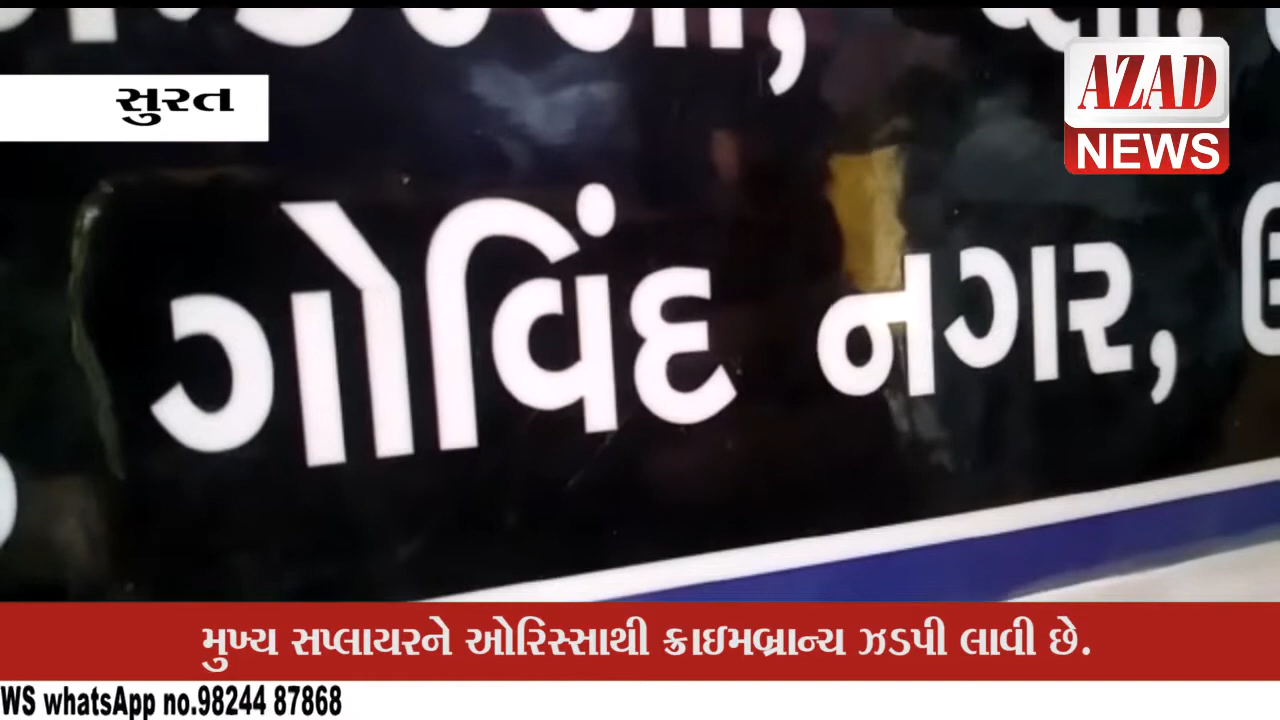 સુરત
AZAD
NEWS
ગોવિંદ નગર,
મુખ્ય સપ્લાયરને ઓરિસ્સાથી ક્રાઇમબ્રાન્ચ ઝડપી લાવી છે.
WS whatsApp no.98244 87868